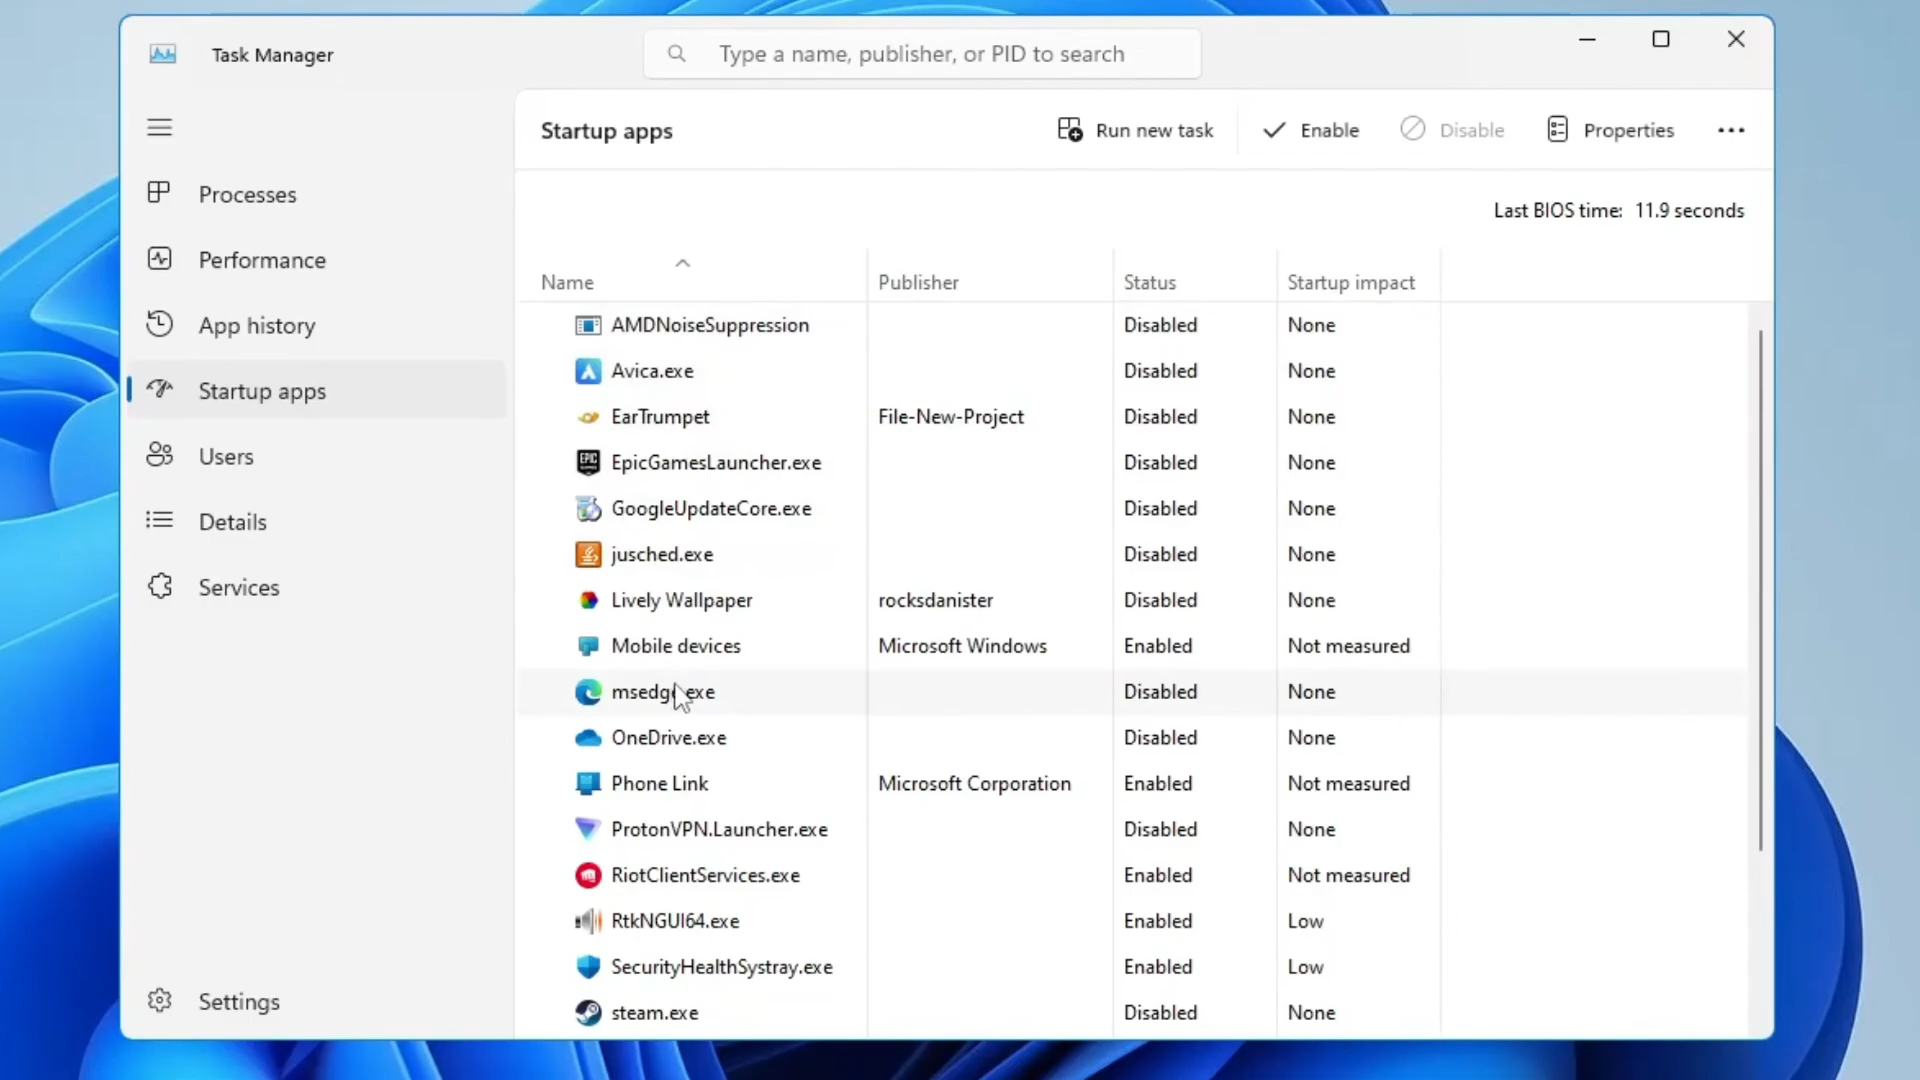 Task Manager
Type a name, publisher, or PID to search
Startup apps
Run new task
Enable
Disable
Properties
Last BIOS time: 11.9 seconds
Processes
Performance
App history
Startup apps
Users
Details
Services
Settings
Name Publisher Status Startup impact
AMDNoiseSuppression Disabled None
Avica.exe Disabled None
EarTrumpet File-New-Project Disabled None
EpicGamesLauncher.exe Disabled None
GoogleUpdateCore.exe Disabled None
jusched.exe Disabled None
Lively Wallpaper rocksdanister Disabled None
Mobile devices Microsoft Windows Enabled Not measured
msedge.exe Disabled None
OneDrive.exe Disabled None
Phone Link Microsoft Corporation Enabled Not measured
ProtonVPN.Launcher.exe Disabled None
RiotClientServices.exe Enabled Not measured
RtkNGUI64.exe Enabled Low
SecurityHealthSystray.exe Enabled Low
steam.exe Disabled None